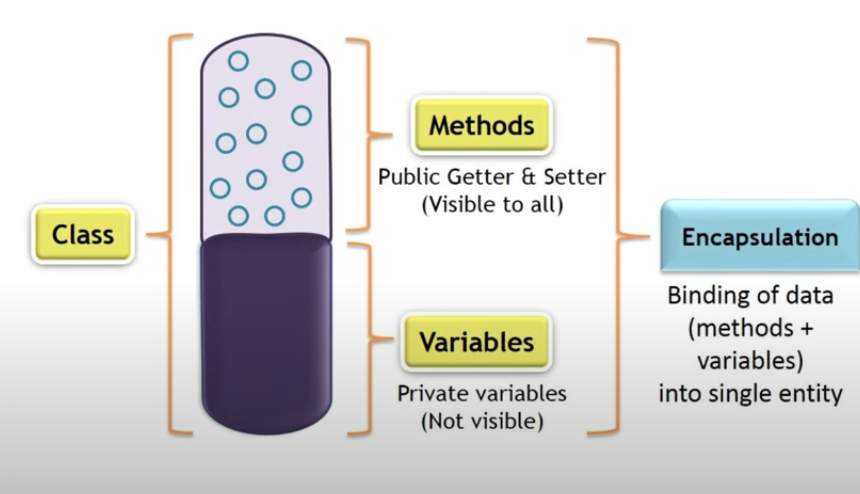 Class
Methods
Public Getter & Setter
(Visible to all)
Variables
Private variables
(Not visible)
Encapsulation
Binding of data
(methods +
variables)
into single entity